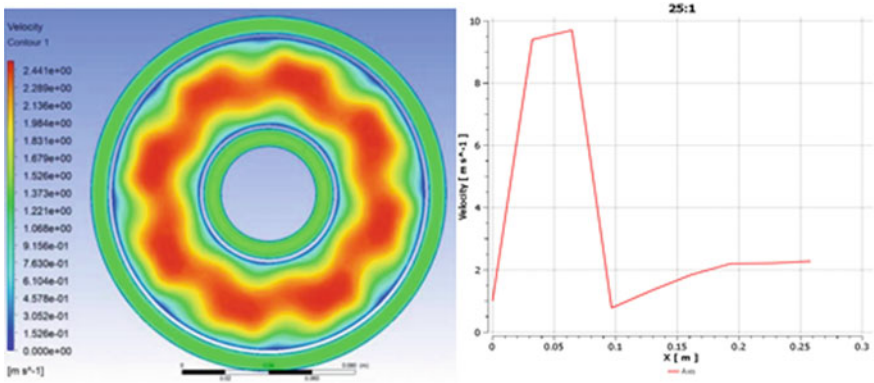 Velocity
Contour 1
2.441e+00
2.289e+00
2.136e+00
1.984e+00
1.831e+00
1.679e+00
1.526e+00
1.373e+00
1.221e+00
1.068e+00
9.156e-01
7.630e-01
6.104e-01
4.578e-01
3.052e-01
1.526e-01
0.000e+00
[m s^-1]
0
(m)
0.02
25:1
Velocity [ m s^-1 ]
10
8
6
4
2
0
0
0.05
0.1
0.15
0.2
0.25
0.3
X [ m ]